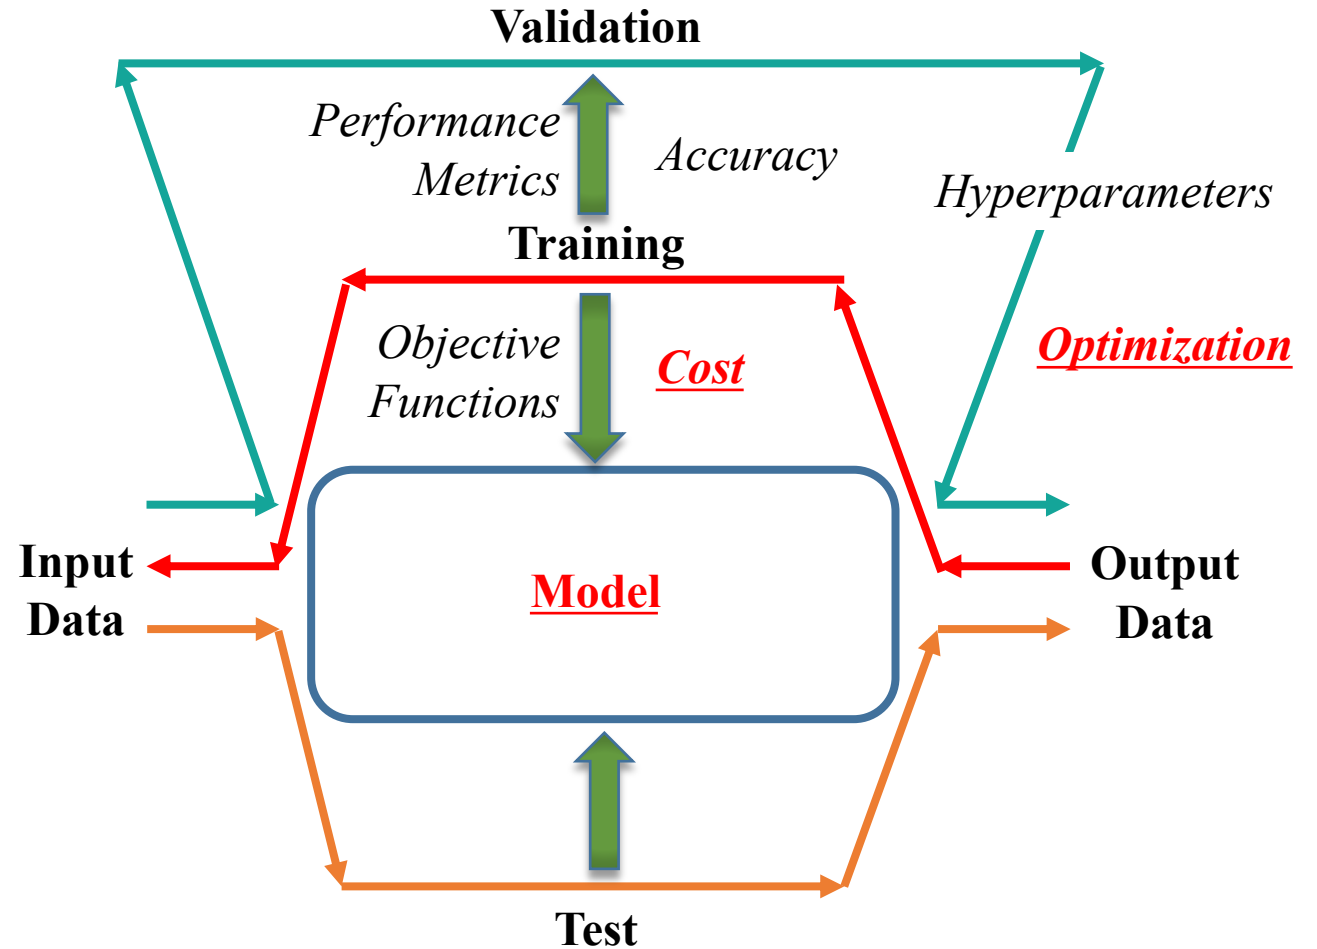 Validation
Performance
Metrics
Accuracy
Hyperparameters
Training
Objective
Functions
Cost
Optimization
Input
Data
Model
Output
Data
Test